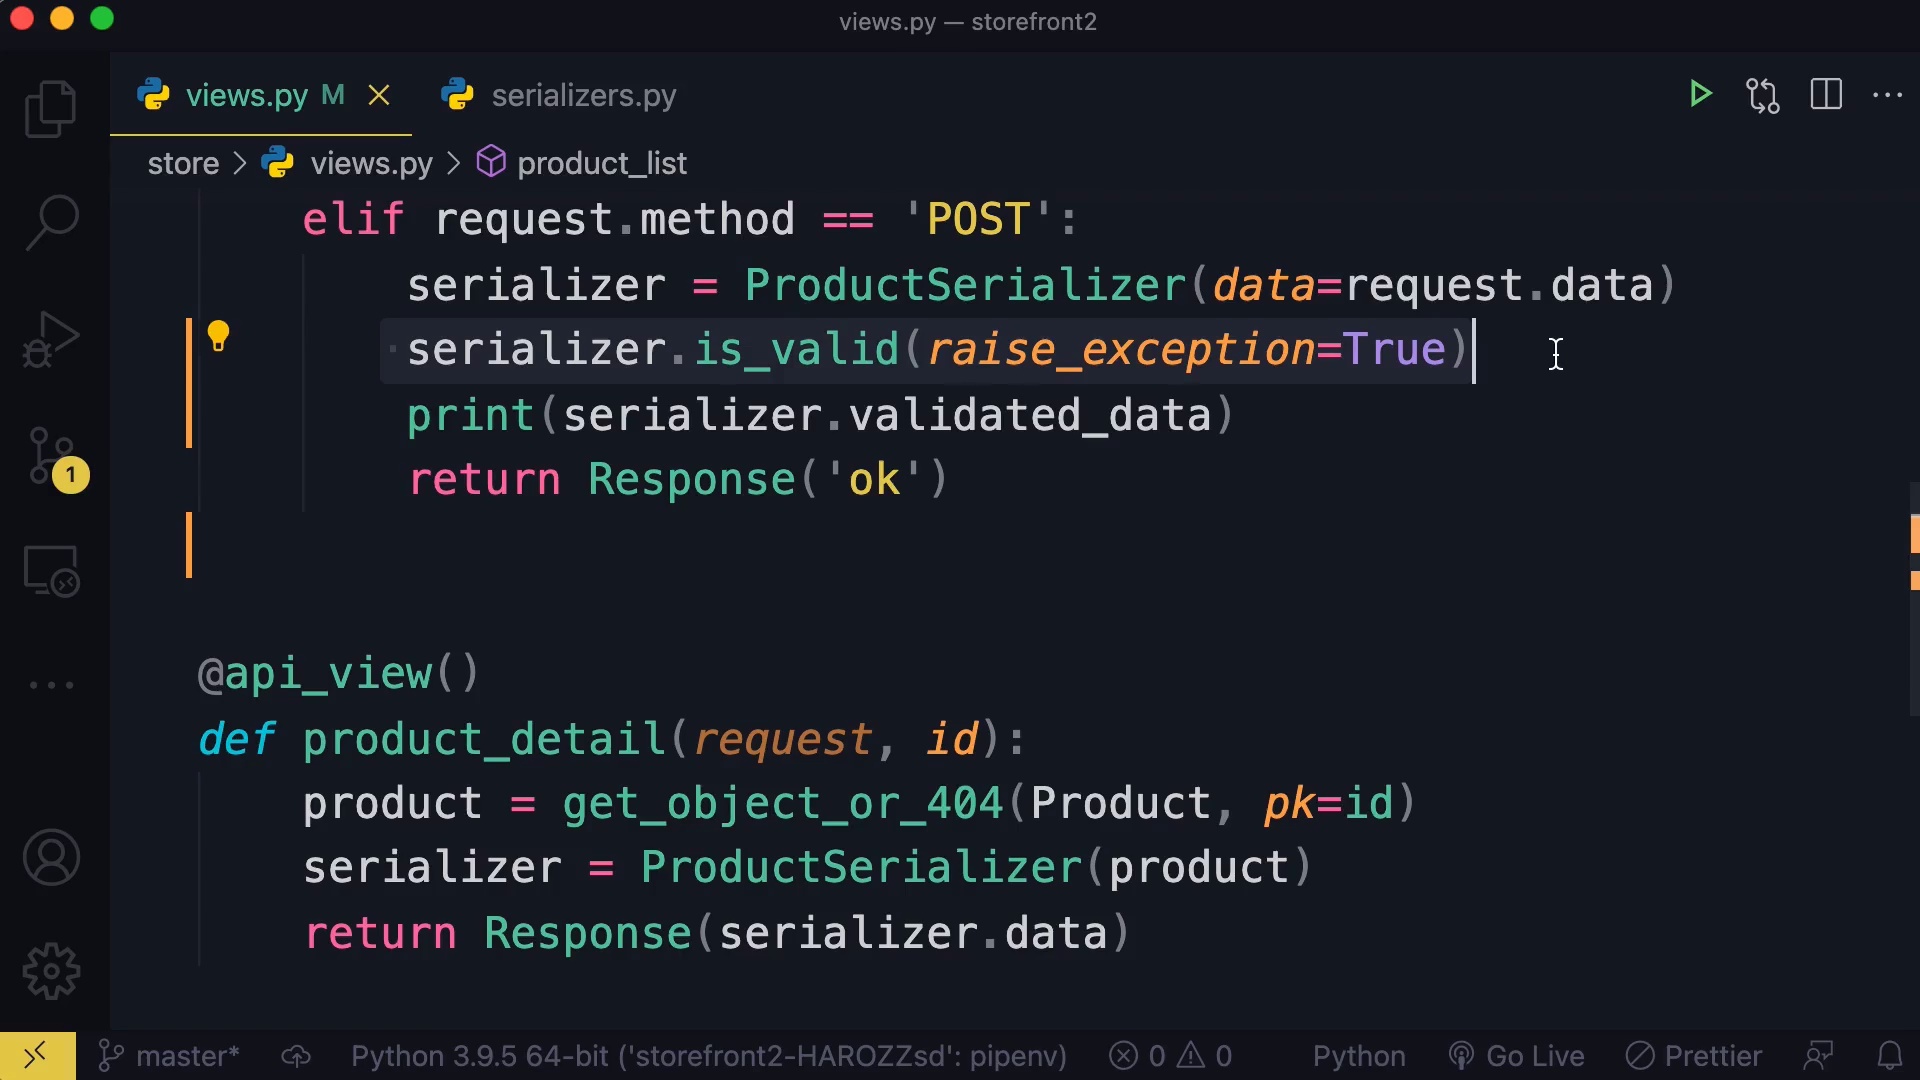 views.py — storefront2
views.py M serializers.py
store > views.py > product_list
elif request.method == 'POST':
serializer = ProductSerializer(data=request.data)
serializer.is_valid(raise_exception=True)
print(serializer.validated_data)
return Response('ok')
@api_view()
def product_detail(request, id):
product = get_object_or_404(Product, pk=id)
serializer = ProductSerializer(product)
return Response(serializer.data)
1
master* Python 3.9.5 64-bit ('storefront2-HAROZZsd': pipenv) 0 0 Python Go Live Prettier